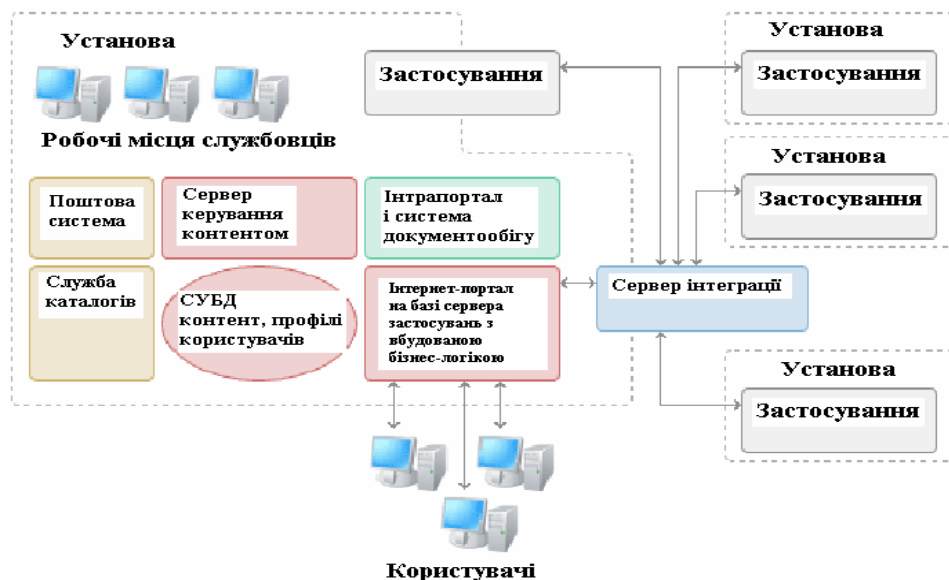 Установа
Застосування
Робочі місця службовців
Поштова
система
Сервер
керування
контентом
Інтрапортал
і система
документообігу
Служба
каталогів
СУБД
контент, профілі
користувачів
Інтернет-портал
на базі сервера
застосувань з
вбудованою
бізнес-логікою
Сервер інтеграції
Установа
Застосування
Установа
Застосування
Установа
Застосування
Користувачі